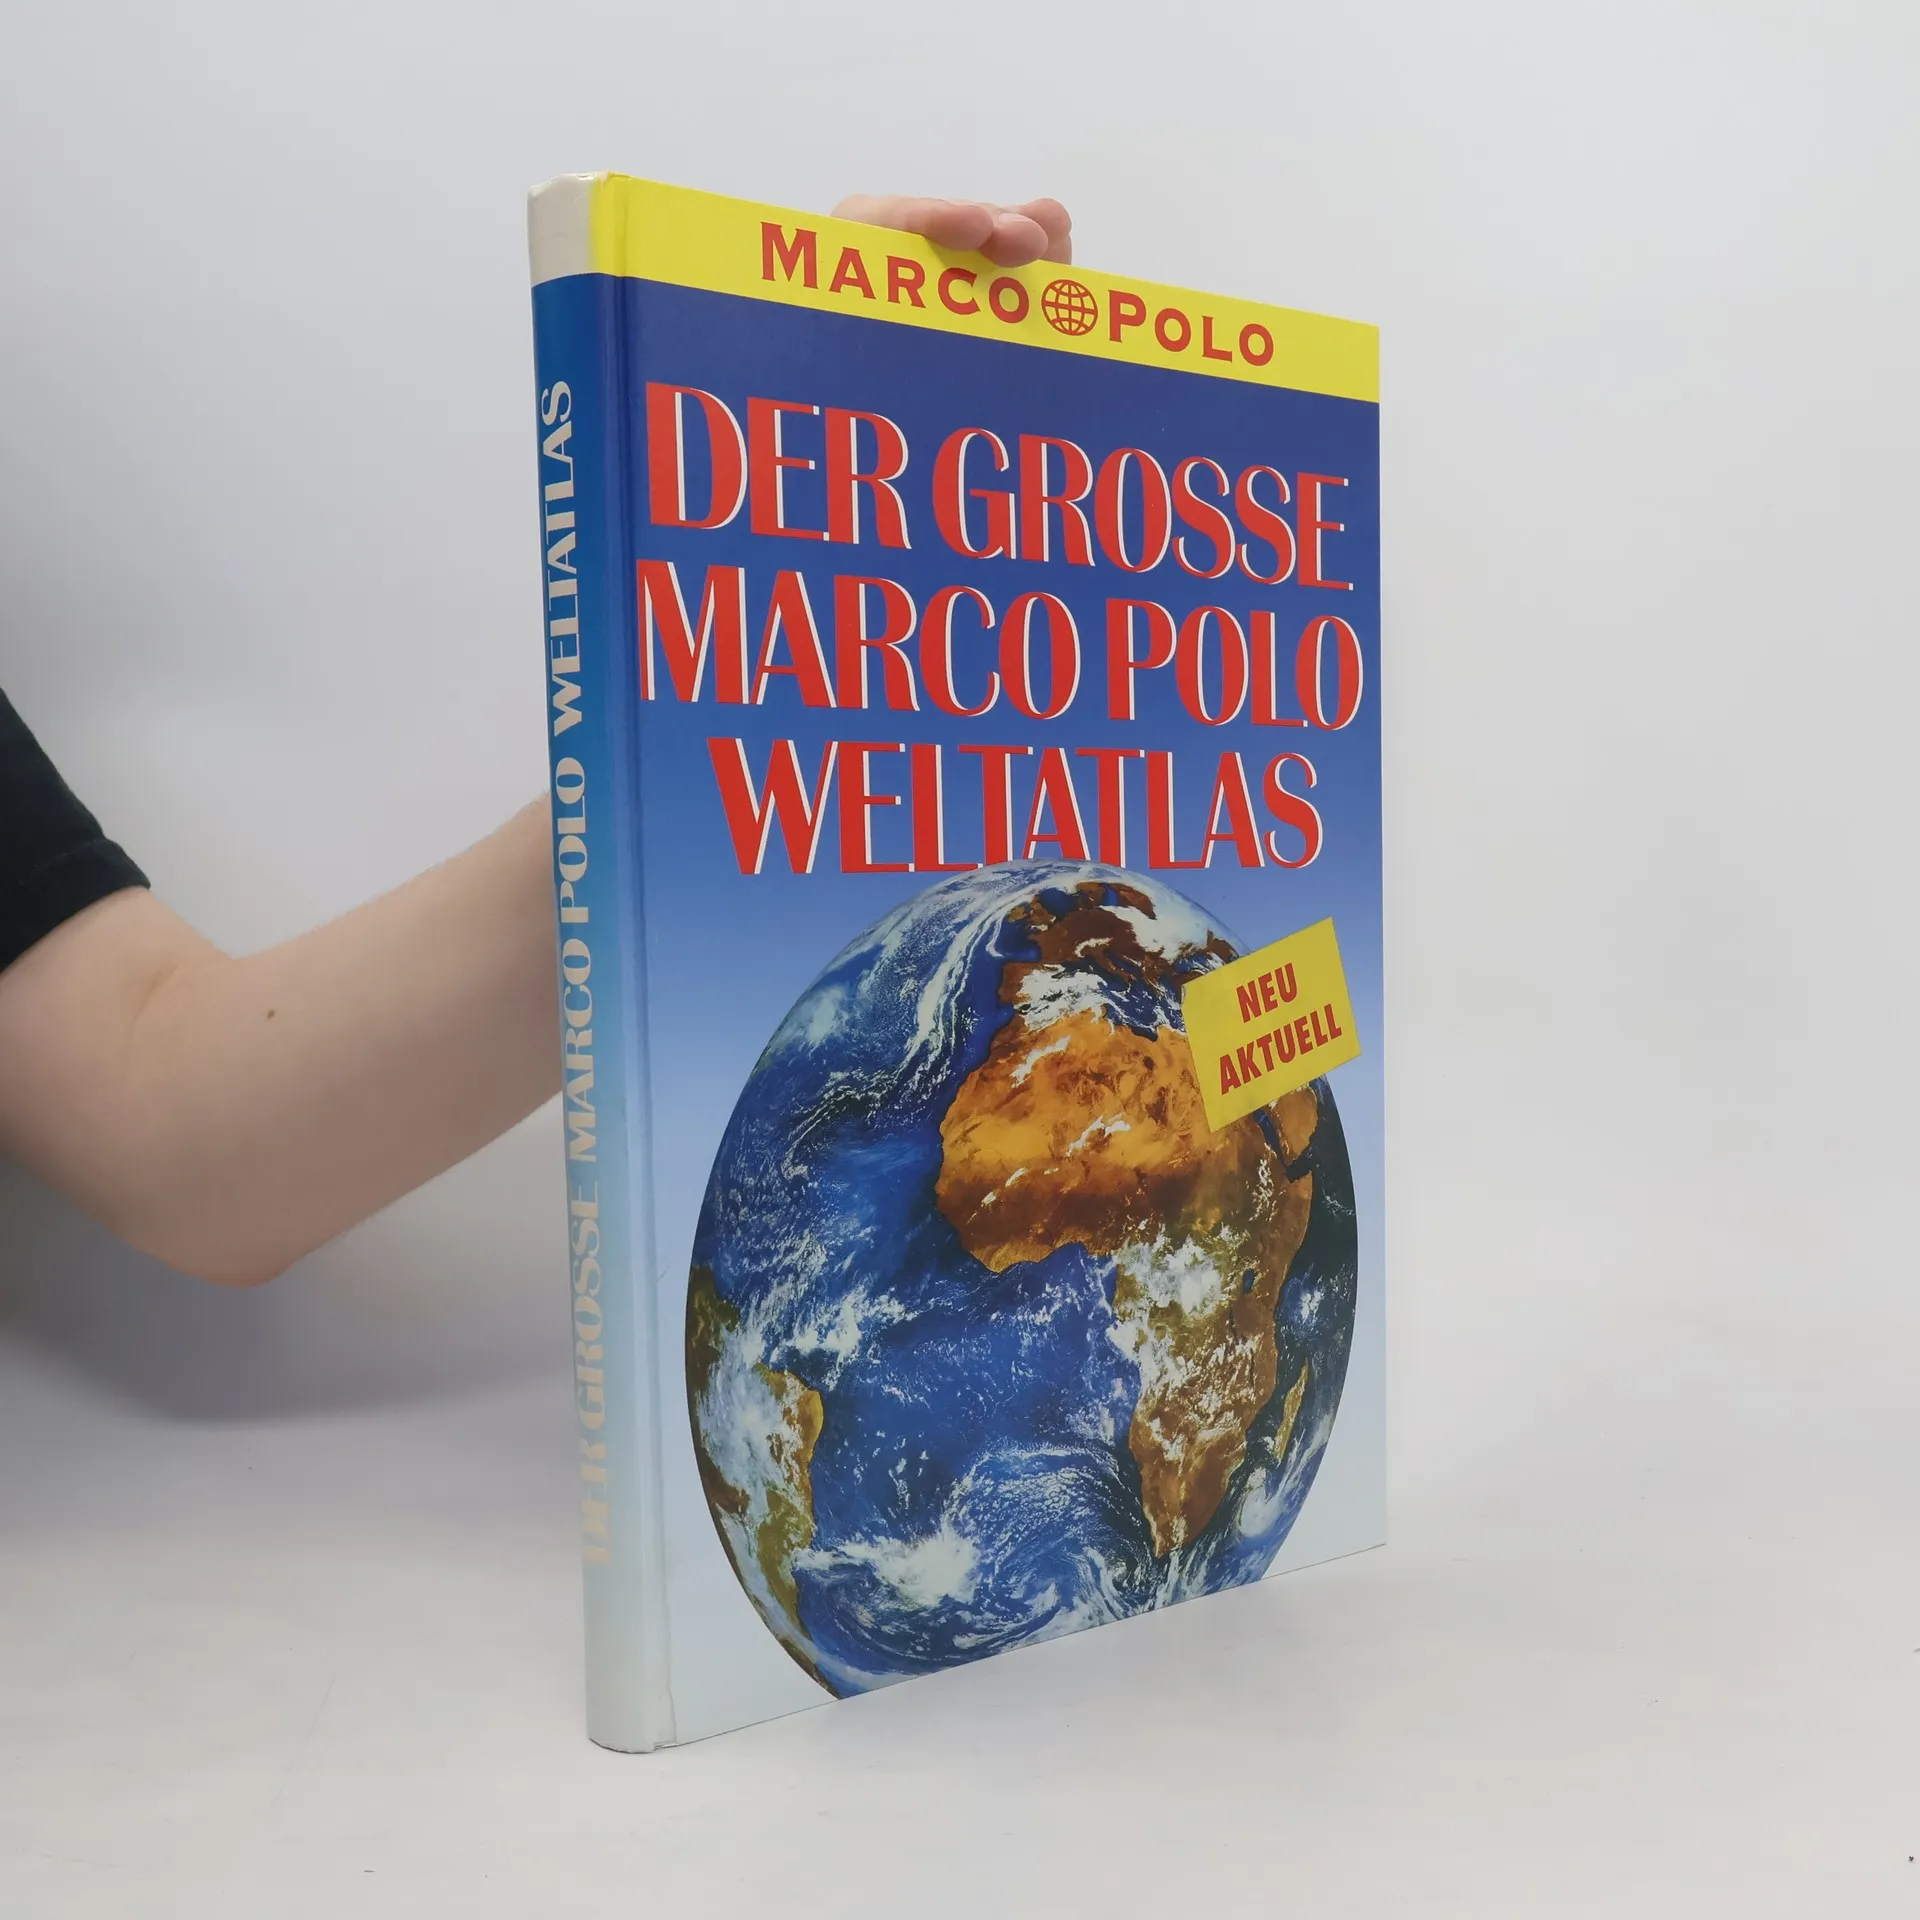 MARCO POLO
DER GROSSE
MARCO POLO
WELTATLAS
NEU
AKTUELL
DER GROSSE MARCO POLO WELTATLAS